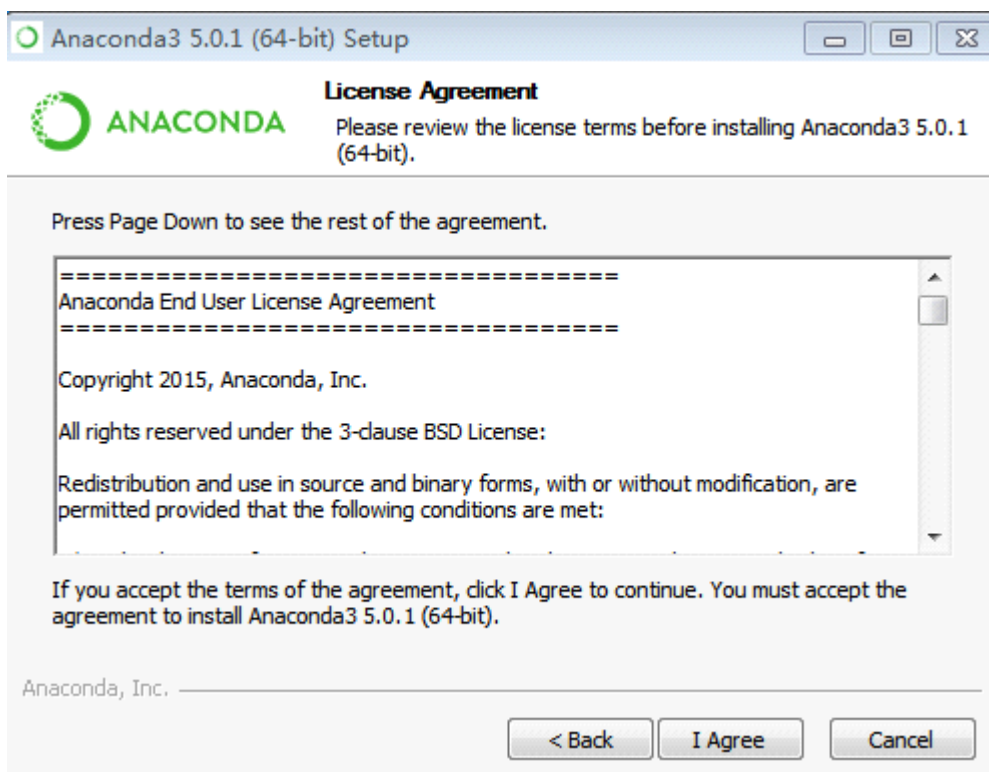 Anaconda3 5.0.1 (64-bit) Setup
ANACONDA
License Agreement
Please review the license terms before installing Anaconda3 5.0.1
(64-bit).
Press Page Down to see the rest of the agreement.
===================================
Anaconda End User License Agreement
===================================
Copyright 2015, Anaconda, Inc.
All rights reserved under the 3-clause BSD License:
Redistribution and use in source and binary forms, with or without modification, are
permitted provided that the following conditions are met:
If you accept the terms of the agreement, click I Agree to continue. You must accept the
agreement to install Anaconda3 5.0.1 (64-bit).
Anaconda, Inc.
< Back
I Agree
Cancel